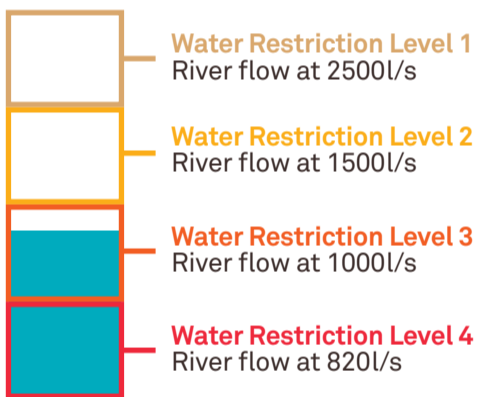 Water Restriction Level 1
River flow at 2500l/s
Water Restriction Level 2
River flow at 1500l/s
Water Restriction Level 3
River flow at 1000l/s
Water Restriction Level 4
River flow at 820l/s